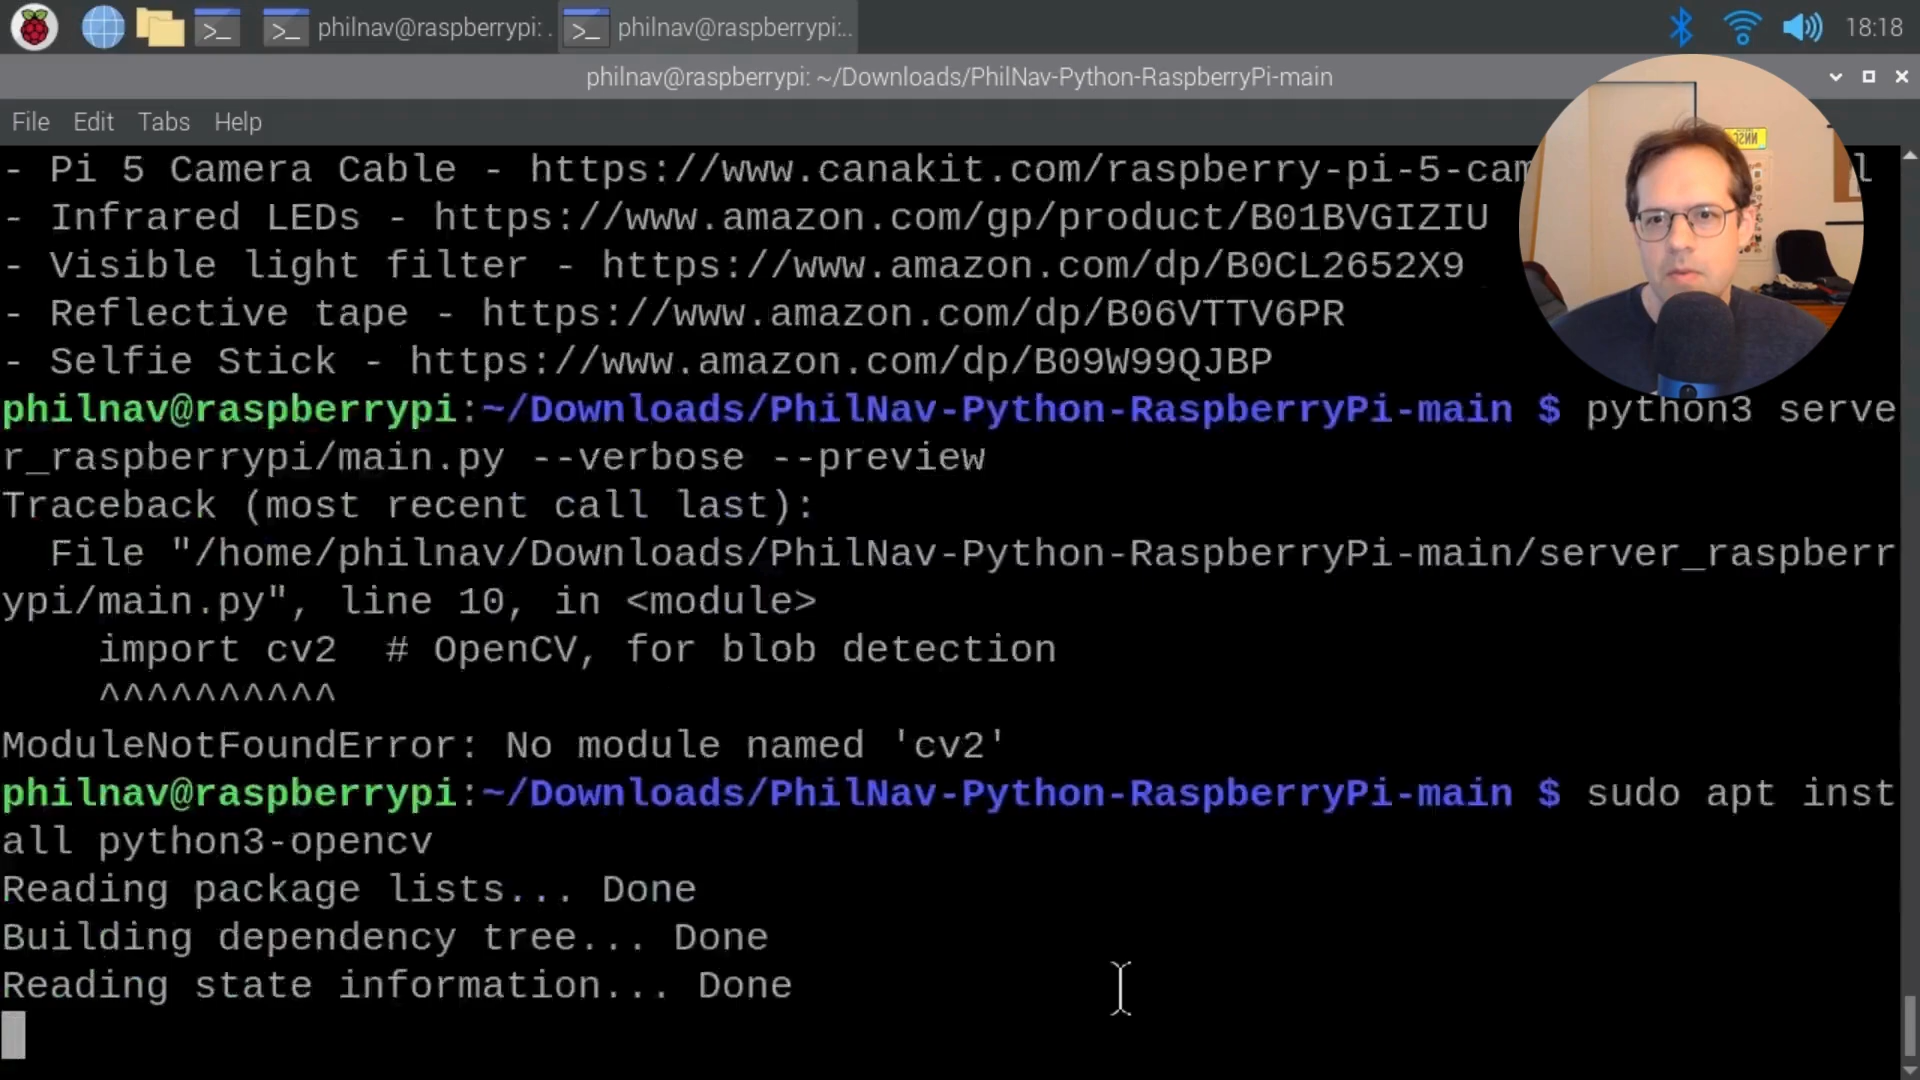 philnav@raspberrypi: . philnav@raspberrypi:.. 18:18
philnav@raspberrypi: ~/Downloads/PhilNav-Python-RaspberryPi-main
File Edit Tabs Help
- Pi 5 Camera Cable - https://www.canakit.com/raspberry-pi-5-cam l
- Infrared LEDs - https://www.amazon.com/gp/product/B01BVGIZIU
- Visible light filter - https://www.amazon.com/dp/B0CL2652X9
- Reflective tape - https://www.amazon.com/dp/B06VTTV6PR
- Selfie Stick - https://www.amazon.com/dp/B09W99QJBP
philnav@raspberrypi:~/Downloads/PhilNav-Python-RaspberryPi-main $ python3 serve
r_raspberrypi/main.py --verbose --preview
Traceback (most recent call last):
File "/home/philnav/Downloads/PhilNav-Python-RaspberryPi-main/server_raspberr
ypi/main.py", line 10, in <module>
import cv2 # OpenCV, for blob detection
^^^^^^^^^^
ModuleNotFoundError: No module named 'cv2'
philnav@raspberrypi:~/Downloads/PhilNav-Python-RaspberryPi-main $ sudo apt inst
all python3-opencv
Reading package lists... Done
Building dependency tree... Done
Reading state information... Done